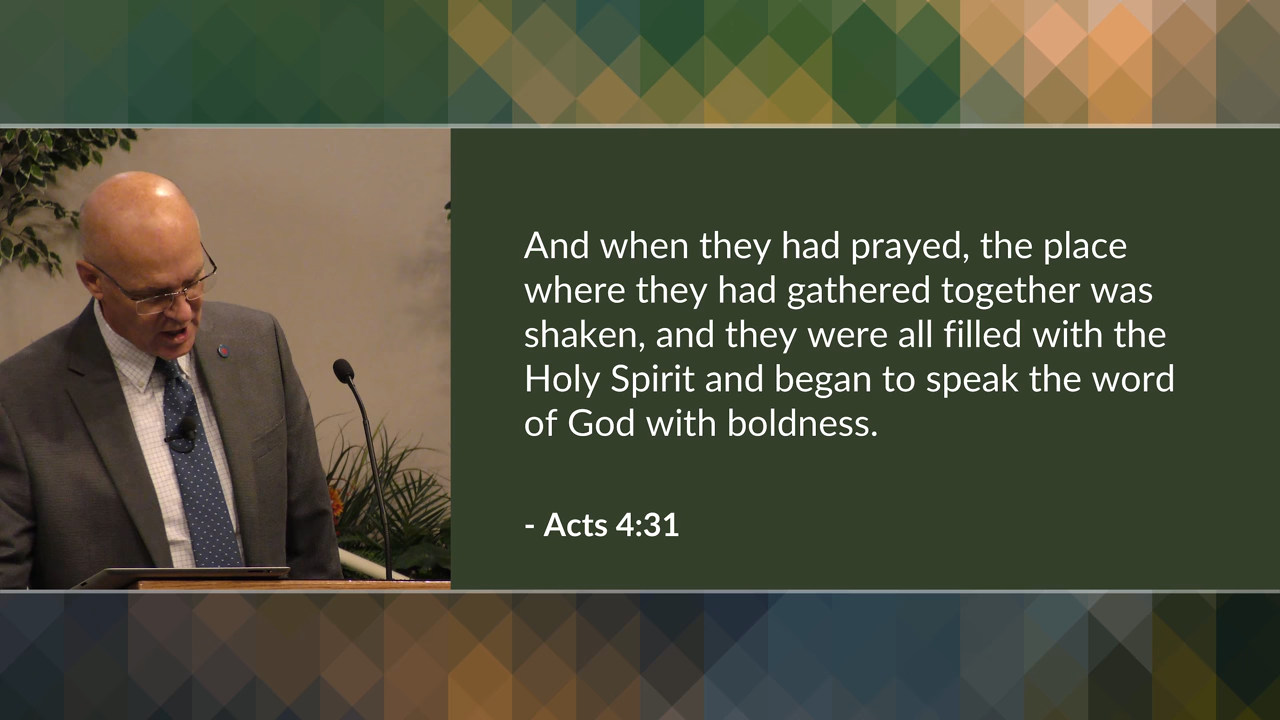 And when they had prayed, the place
where they had gathered together was
shaken, and they were all filled with the
Holy Spirit and began to speak the word
of God with boldness.
- Acts 4:31